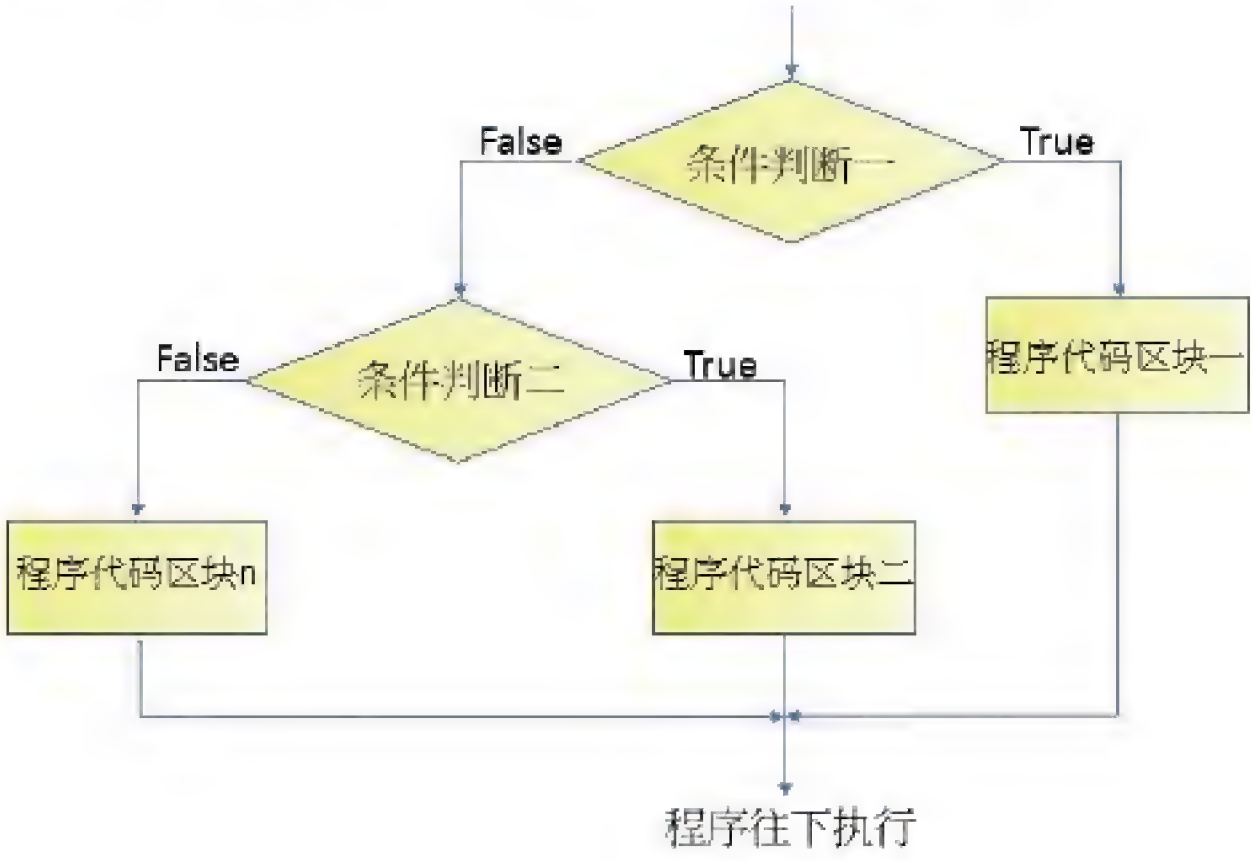 False
条件判断一
True
False
条件判断二
True
程序代码区块一
程序代码区块n
程序代码区块二
程序往下执行